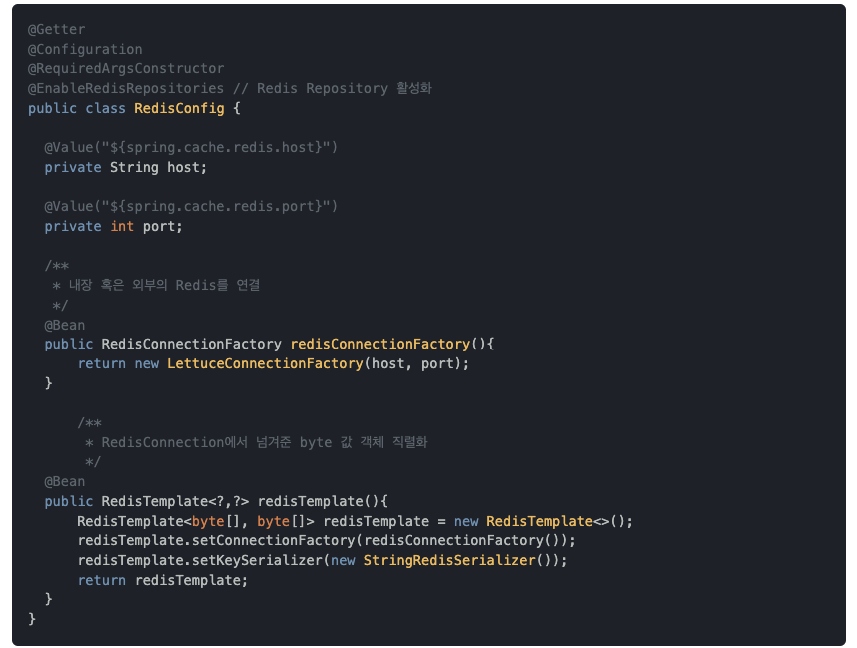 @Getter
@Configuration
@RequiredArgsConstructor
@EnableRedisRepositories // Redis Repository 활성화
public class RedisConfig {
@Value("${spring.cache.redis.host}")
private String host;
@Value("${spring.cache.redis.port}")
private int port;
/**
* 내장 혹은 외부의 Redis를 연결
*/
@Bean
public RedisConnectionFactory redisConnectionFactory(){
return new LettuceConnectionFactory(host, port);
}
/**
* RedisConnection에서 넘겨준 byte 값 객체 직렬화
*/
@Bean
public RedisTemplate<?,?> redisTemplate(){
RedisTemplate<byte[], byte[]> redisTemplate = new RedisTemplate<>();
redisTemplate.setConnectionFactory(redisConnectionFactory());
redisTemplate.setKeySerializer(new StringRedisSerializer());
return redisTemplate;
}
}